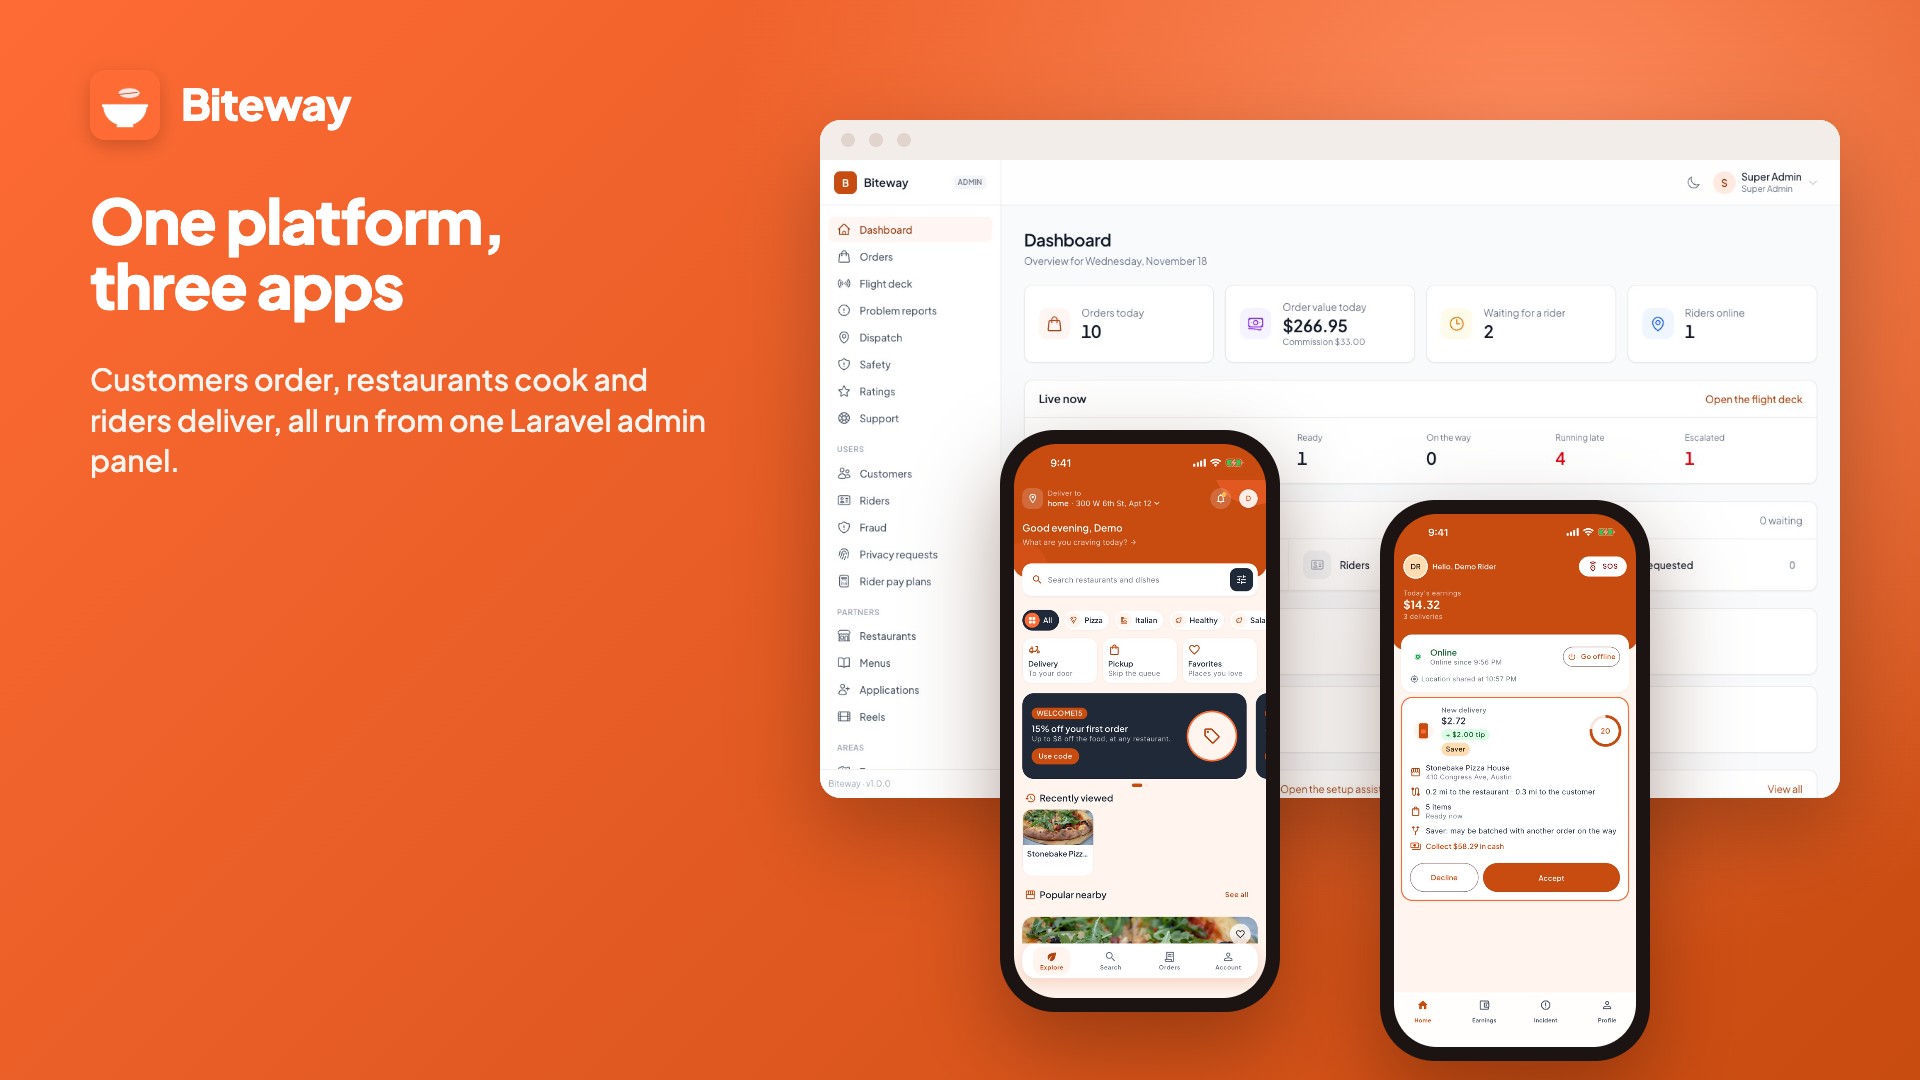 Biteway
One platform,
three apps
Customers order, restaurants cook and
riders deliver, all run from one Laravel admin
panel.
B Biteway ADMIN
S Super Admin
Super Admin
Dashboard
Orders
Flight deck
Problem reports
Dispatch
Safety
Ratings
Support
USERS
Customers
Riders
Fraud
Privacy requests
Rider pay plans
PARTNERS
Restaurants
Menus
Applications
Reels
AREAS
Biteway · v1.0.0
Dashboard
Overview for Wednesday, November 18
Orders today
10
Order value today
$266.95
Commission $33.00
Waiting for a rider
2
Riders online
1
Live now
Open the flight deck
Ready
1
On the way
0
Running late
4
Escalated
1
0 waiting
Riders
equested
0
Open the setup assist
View all
9:41
Deliver to
home · 300 W 6th St, Apt 12
D
Good evening, Demo
What are you craving today? →
Search restaurants and dishes
All
Pizza
Italian
Healthy
Sala
Delivery
To your door
Pickup
Skip the queue
Favorites
Places you love
WELCOME15
15% off your first order
Up to $8 off the food, at any restaurant.
Use code
Recently viewed
Stonebake Pizz...
Popular nearby
See all
Explore
Search
Orders
Account
9:41
DR
Hello, Demo Rider
SOS
Today's earnings
$14.32
3 deliveries
Online
Online since 9:56 PM
Go offline
Location shared at 10:57 PM
New delivery
$2.72
+ $2.00 tip
Saver
20
Stonebake Pizza House
410 Congress Ave, Austin
0.2 mi to the restaurant · 0.3 mi to the customer
5 items
Ready now
Saver: may be batched with another order on the way
Collect $58.29 in cash
Decline
Accept
Home
Earnings
Incident
Profile